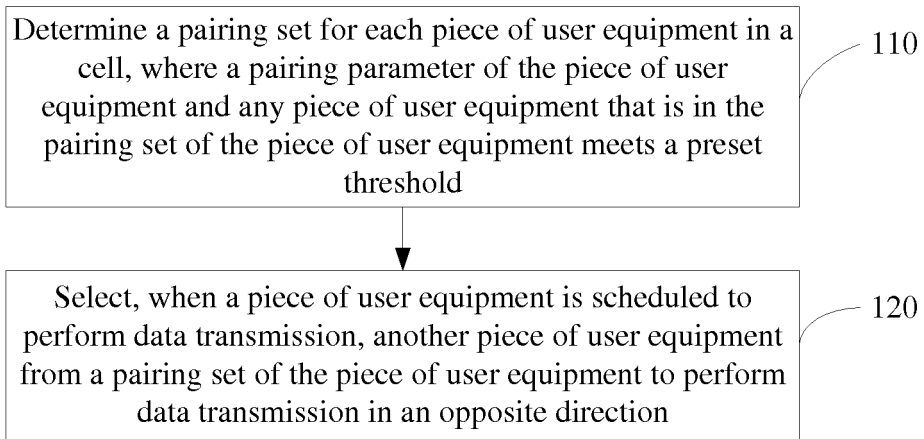 Determine a pairing set for each piece of user equipment in a
cell, where a pairing parameter of the piece of user
equipment and any piece of user equipment that is in the
pairing set of the piece of user equipment meets a preset
threshold
110
Select, when a piece of user equipment is scheduled to
perform data transmission, another piece of user equipment
from a pairing set of the piece of user equipment to perform
data transmission in an opposite direction
120